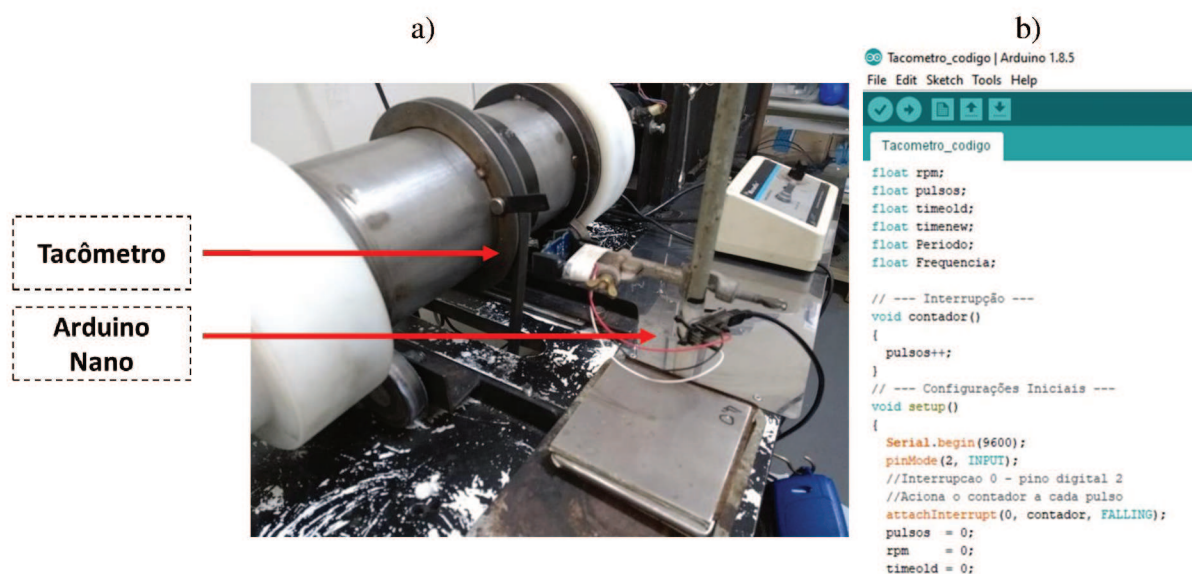 a)
b)
Tacometro_codigo | Arduino 1.8.5
File Edit Sketch Tools Help
Tacometro_codigo
Tacômetro
Arduino
Nano
float rpm;
float pulsos;
float timeold;
float timenew;
float Periodo;
float Frequencia;
// --- Interrupção ---
void contador()
{
pulsos++;
}
// --- Configurações Iniciais ---
void setup()
{
Serial.begin(9600);
pinMode(2, INPUT);
//Interrupcao 0 - pino digital 2
//Aciona o contador a cada pulso
attachInterrupt(0, contador, FALLING);
pulsos = 0;
rpm = 0;
timeold = 0;